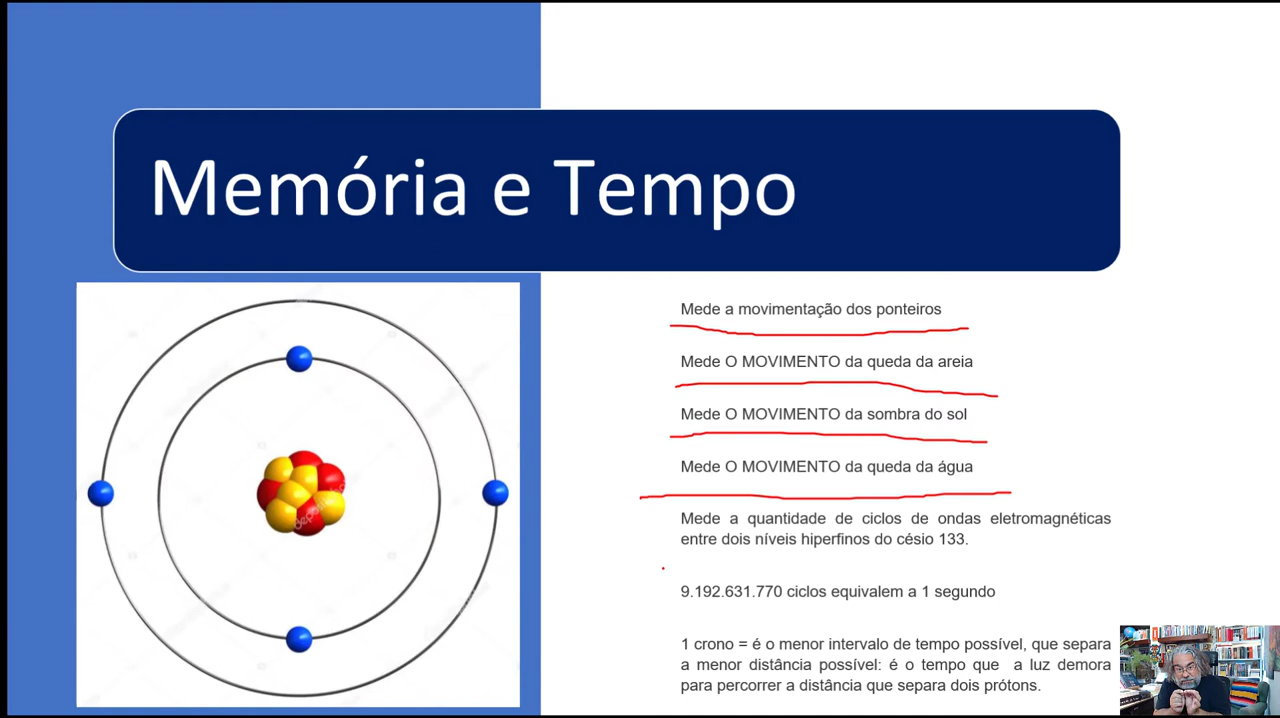 Memória e Tempo
Mede a movimentação dos ponteiros
Mede O MOVIMENTO da queda da areia
Mede O MOVIMENTO da sombra do sol
Mede O MOVIMENTO da queda da água
Mede a quantidade de ciclos de ondas eletromagnéticas
entre dois níveis hiperfinos do césio 133.
9.192.631.770 ciclos equivalem a 1 segundo
1 crono = é o menor intervalo de tempo possível, que separa
a menor distância possível: é o tempo que a luz demora
para percorrer a distância que separa dois prótons.